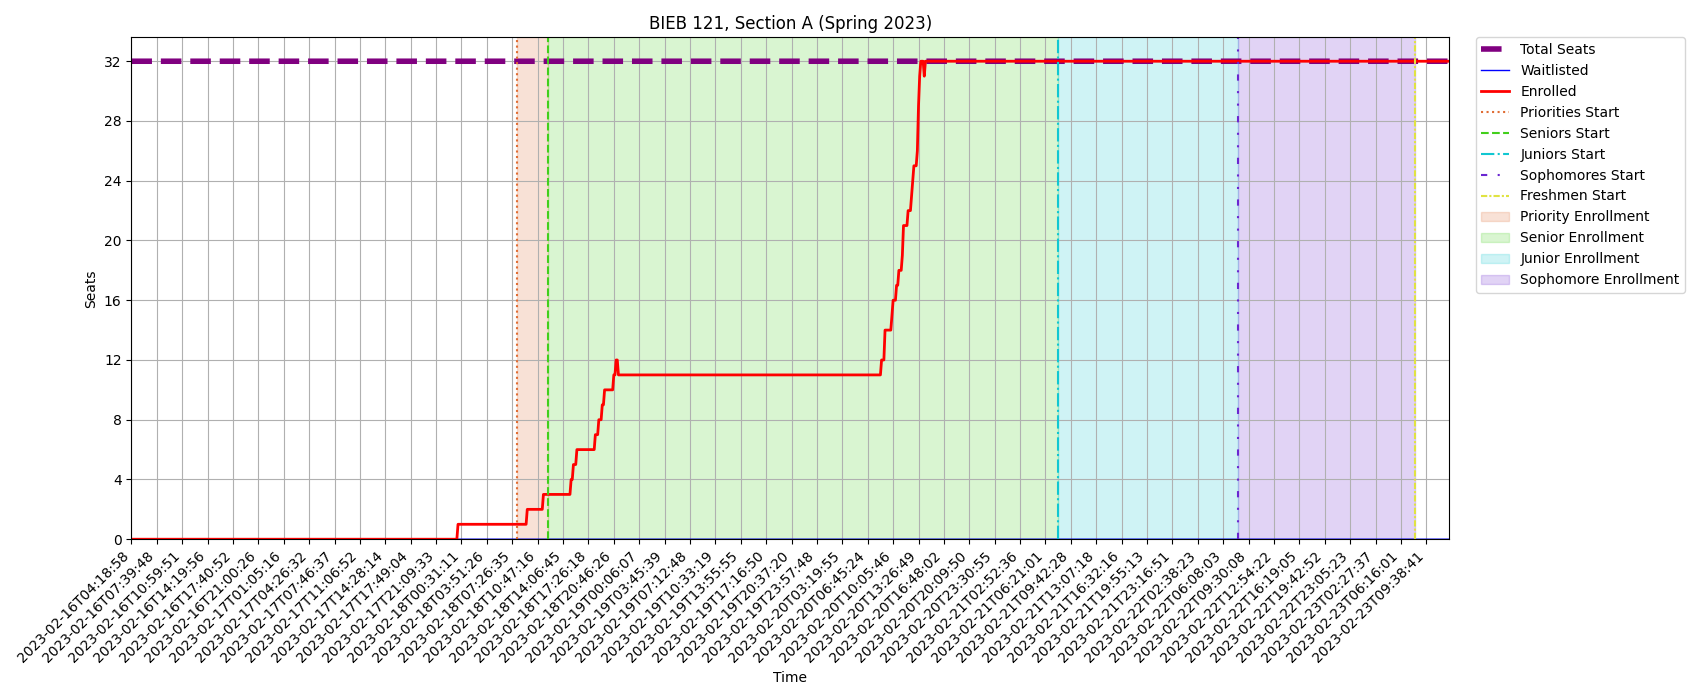 BIEB 121, Section A (Spring 2023)
Seats
32
28
24
20
16
12
8
4
0
2023-02-16T04:18:58
2023-02-16T07:39:48
2023-02-16T10:59:51
2023-02-16T14:19:56
2023-02-16T17:40:52
2023-02-16T21:00:26
2023-02-17T01:05:16
2023-02-17T04:26:32
2023-02-17T07:46:37
2023-02-17T11:06:52
2023-02-17T14:28:14
2023-02-17T17:49:04
2023-02-17T21:09:33
2023-02-18T00:31:11
2023-02-18T03:51:26
2023-02-18T07:26:35
2023-02-18T10:47:16
2023-02-18T14:06:45
2023-02-18T17:26:18
2023-02-18T20:46:26
2023-02-19T00:06:07
2023-02-19T03:45:39
2023-02-19T07:12:48
2023-02-19T10:33:19
2023-02-19T13:55:55
2023-02-19T17:16:50
2023-02-19T20:37:20
2023-02-19T23:57:48
2023-02-20T03:19:55
2023-02-20T06:45:24
2023-02-20T10:05:46
2023-02-20T13:26:49
2023-02-20T16:48:02
2023-02-20T20:09:50
2023-02-20T23:30:55
2023-02-21T02:52:36
2023-02-21T06:21:01
2023-02-21T09:42:28
2023-02-21T13:07:18
2023-02-21T16:32:16
2023-02-21T19:55:13
2023-02-21T23:16:51
2023-02-22T02:38:23
2023-02-22T06:08:03
2023-02-22T09:30:08
2023-02-22T12:54:22
2023-02-22T16:19:05
2023-02-22T19:42:52
2023-02-22T23:05:23
2023-02-23T02:27:37
2023-02-23T06:16:01
2023-02-23T09:38:41
Time
Total Seats
Waitlisted
Enrolled
Priorities Start
Seniors Start
Juniors Start
Sophomores Start
Freshmen Start
Priority Enrollment
Senior Enrollment
Junior Enrollment
Sophomore Enrollment